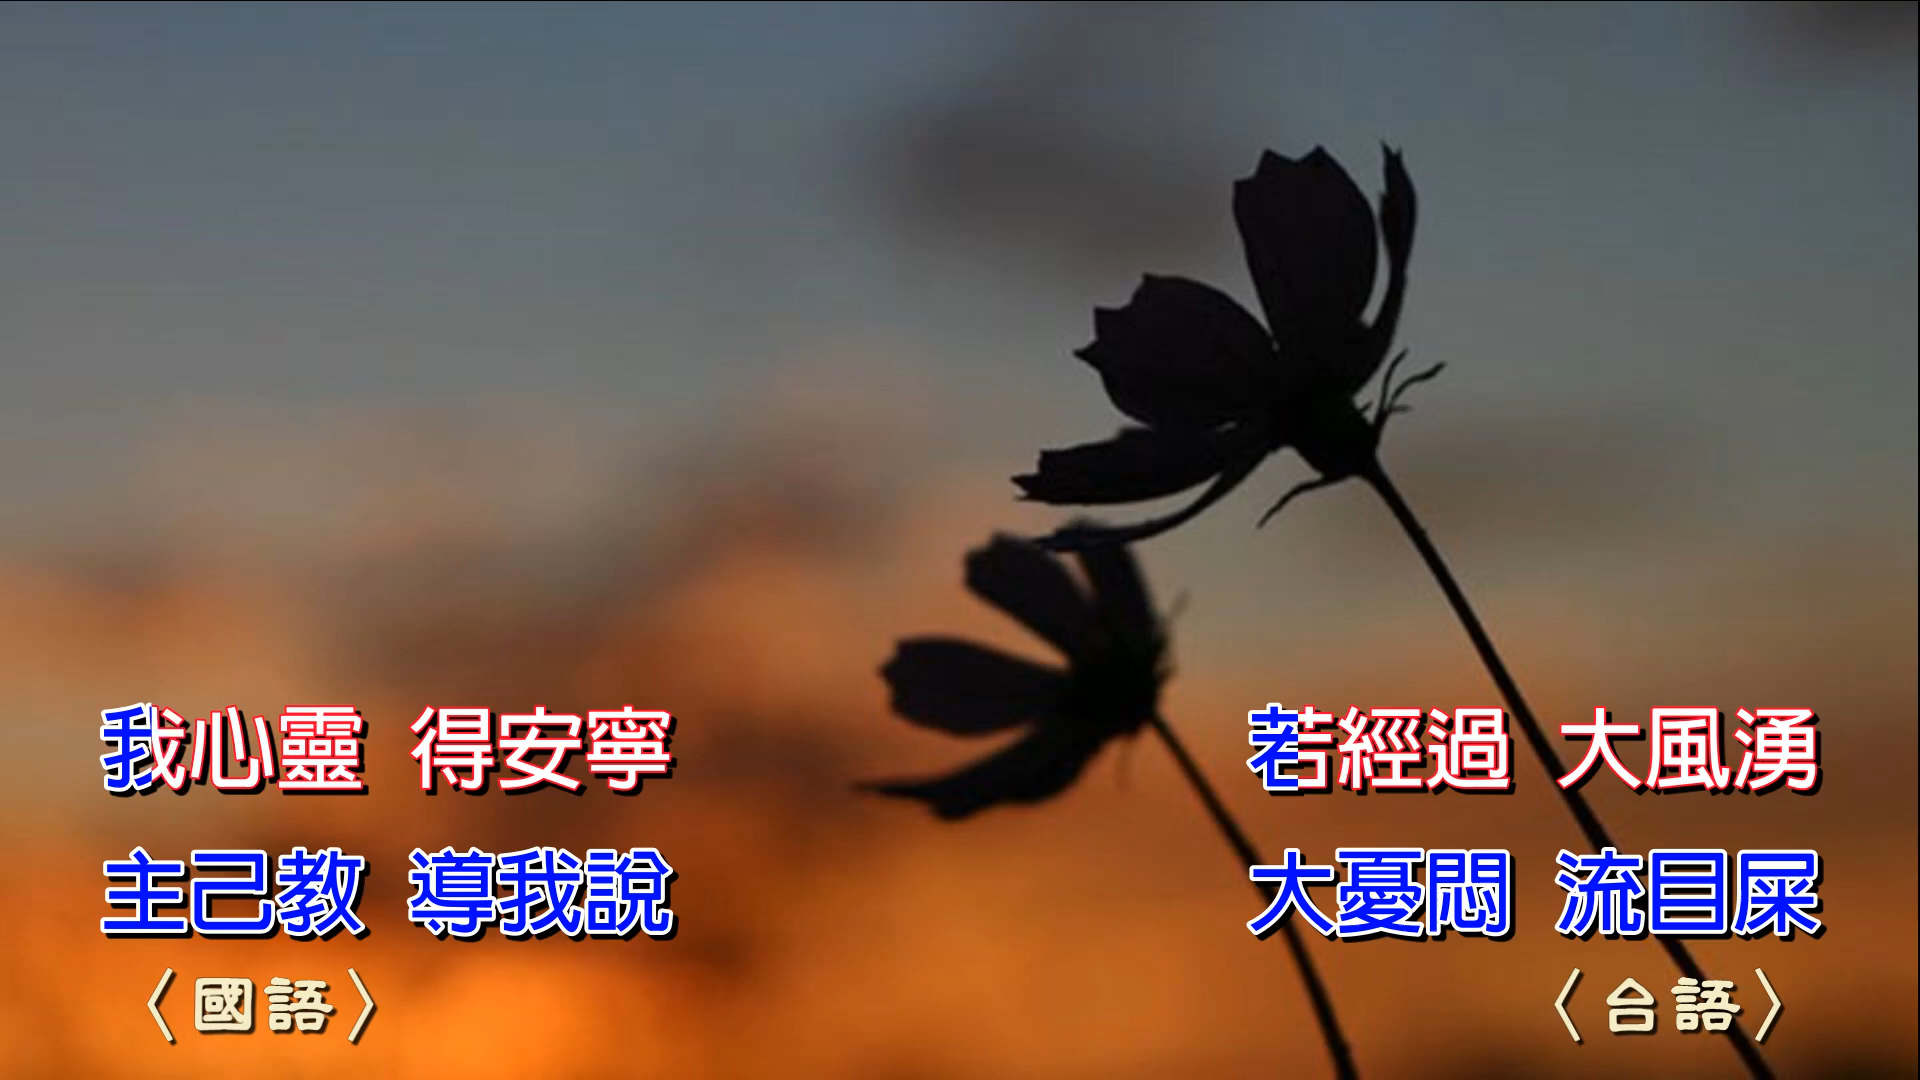 我心靈 得安寧
主己教 導我說
〈國語〉
若經過 大風湧
大憂悶 流目屎
〈台語〉